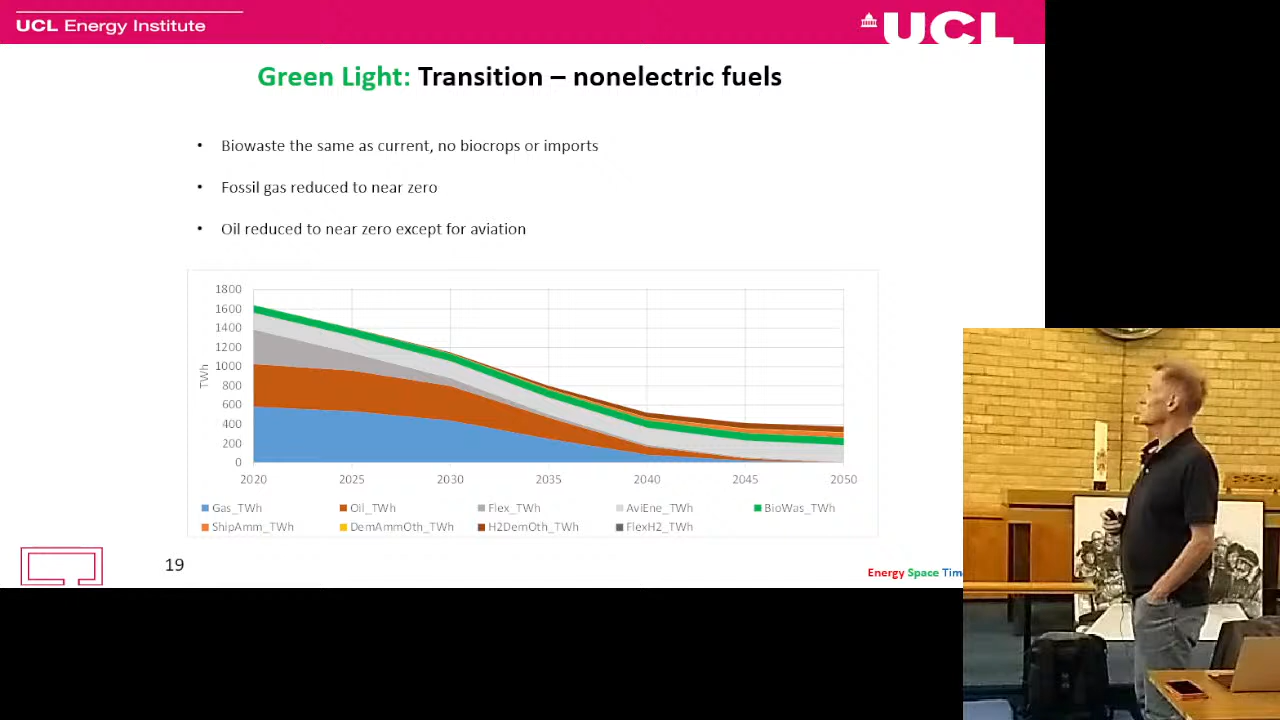 UCL Energy Institute
UCL
Green Light: Transition – nonelectric fuels
• Biowaste the same as current, no biocrops or imports
• Fossil gas reduced to near zero
• Oil reduced to near zero except for aviation
1800
1600
1400
1200
1000
800
600
400
200
0
TWh
2020 2025 2030 2035 2040 2045 2050
Gas_TWh Oil_TWh Flex_TWh AviEne_TWh BioWas_TWh
ShipAmm_TWh DemAmmOth_TWh H2DemOth_TWh FlexH2_TWh
19
Energy Space Tim